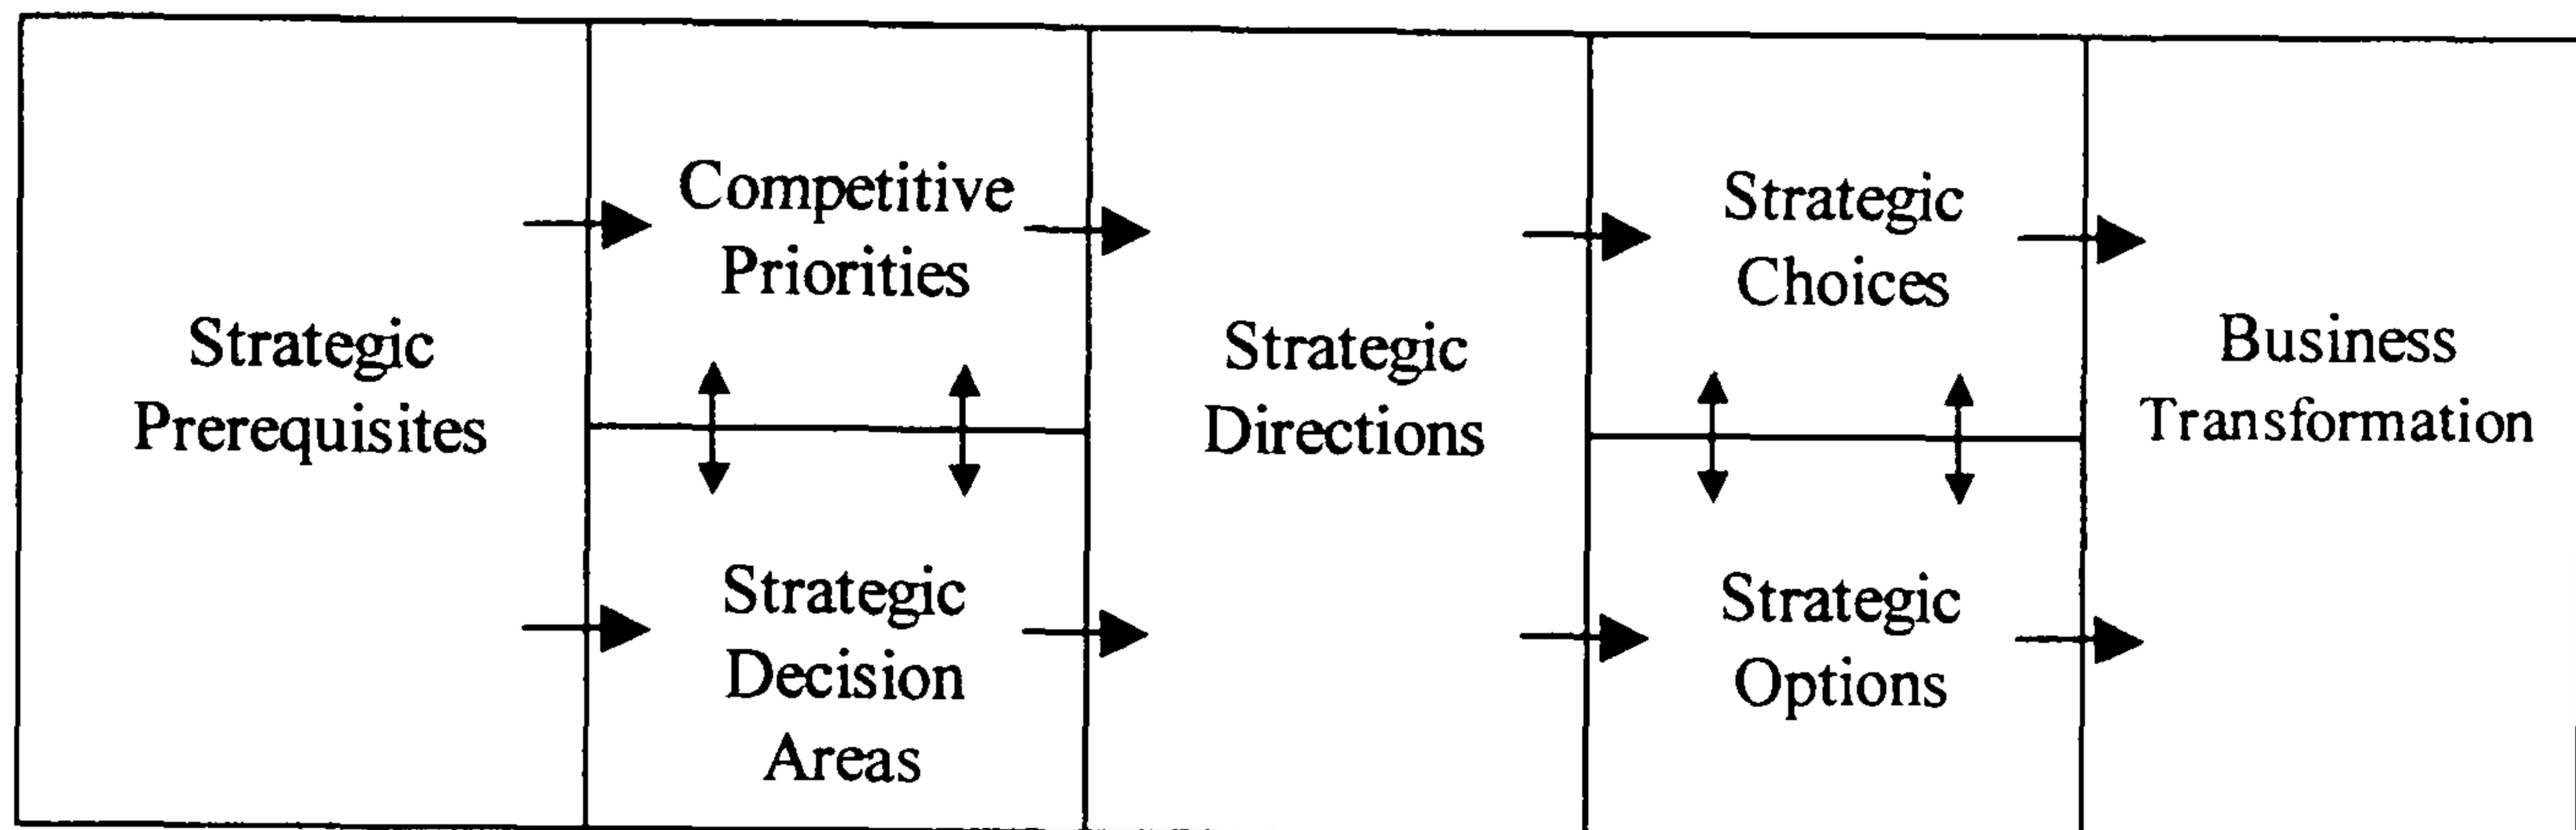 Strategic
Prerequisites
Competitive
Priorities
Strategic
Decision
Areas
Strategic
Directions
Strategic
Choices
Strategic
Options
Business
Transformation